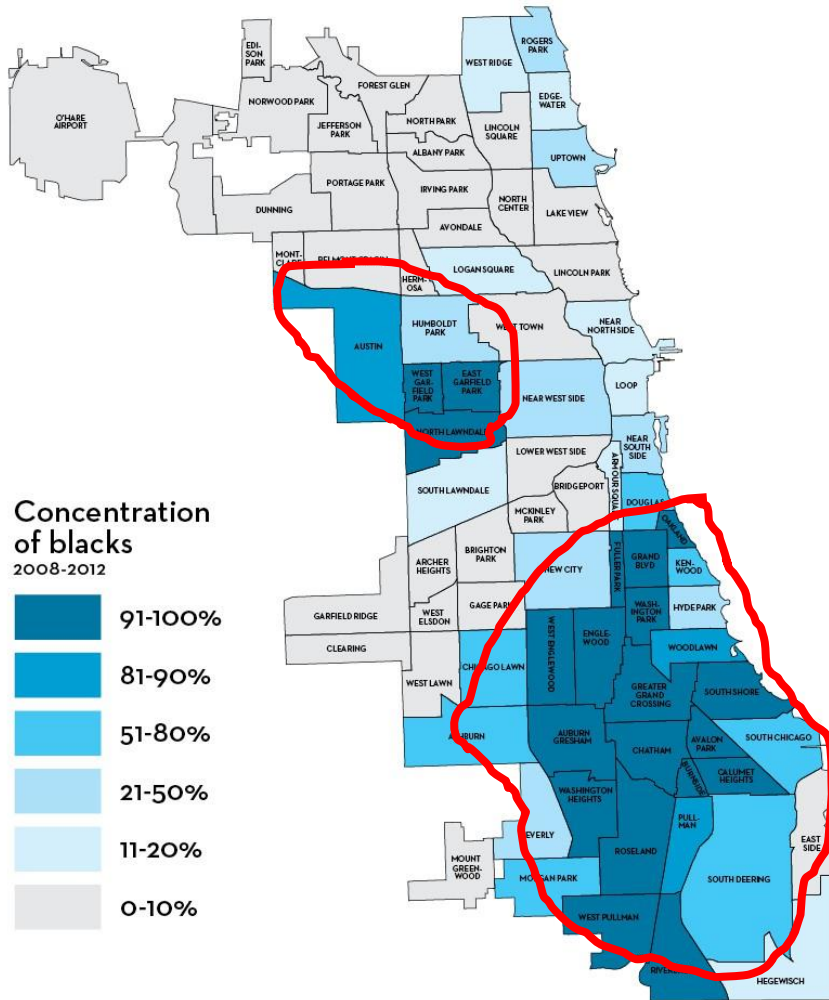 EDI-
SON
PARK
ROGERS
PARK
WEST RIDGE
FOREST GLEN
EDGE-
WATER
NORWOOD PARK
NORTH PARK
O'HARE
AIRPORT
JEFFERSON
PARK
LINCOLN
SQUARE
ALBANY PARK
UPTOWN
PORTAGE PARK
IRVING PARK
NORTH
CENTER
DUNNING
LAKE VIEW
AVONDALE
MONT-
CLARE
LOGAN SQUARE
LINCOLN PARK
HERM-
OSA
HUMBOLDT
PARK
WEST TOWN
NEAR
NORTH SIDE
AUSTIN
WEST
GAR-
FIELD
PARK
EAST
GARFIELD
PARK
LOOP
NEAR WEST SIDE
NORTH LAWNDALE
NEAR
SOUTH
SIDE
LOWER WEST SIDE
ARMOUR SQUARE
BRIDGEPORT
SOUTH LAWNDALE
DOUGLAS
MCKINLEY
PARK
OAKLAND
BRIGHTON
PARK
FULLER PARK
GRAND
BLVD
KEN-
WOOD
ARCHER
HEIGHTS
NEW CITY
GAGE PARK
WASH-
INGTON
PARK
HYDE PARK
GARFIELD RIDGE
WEST
ELSDON
CLEARING
WEST ENGLEWOOD
ENGLE-
WOOD
WOODLAWN
CHICAGO LAWN
WEST LAWN
GREATER
GRAND
CROSSING
SOUTH SHORE
ASHBURN
AUBURN
GRESHAM
CHATHAM
AVALON
PARK
SOUTH CHICAGO
BURNSIDE
CALUMET
HEIGHTS
WASHINGTON
HEIGHTS
PULL-
MAN
BEVERLY
EAST
SIDE
ROSELAND
MOUNT
GREEN-
WOOD
MORGAN PARK
SOUTH DEERING
WEST PULLMAN
HEGEWISCH
Concentration
of blacks
2008-2012
91-100%
81-90%
51-80%
21-50%
11-20%
0-10%